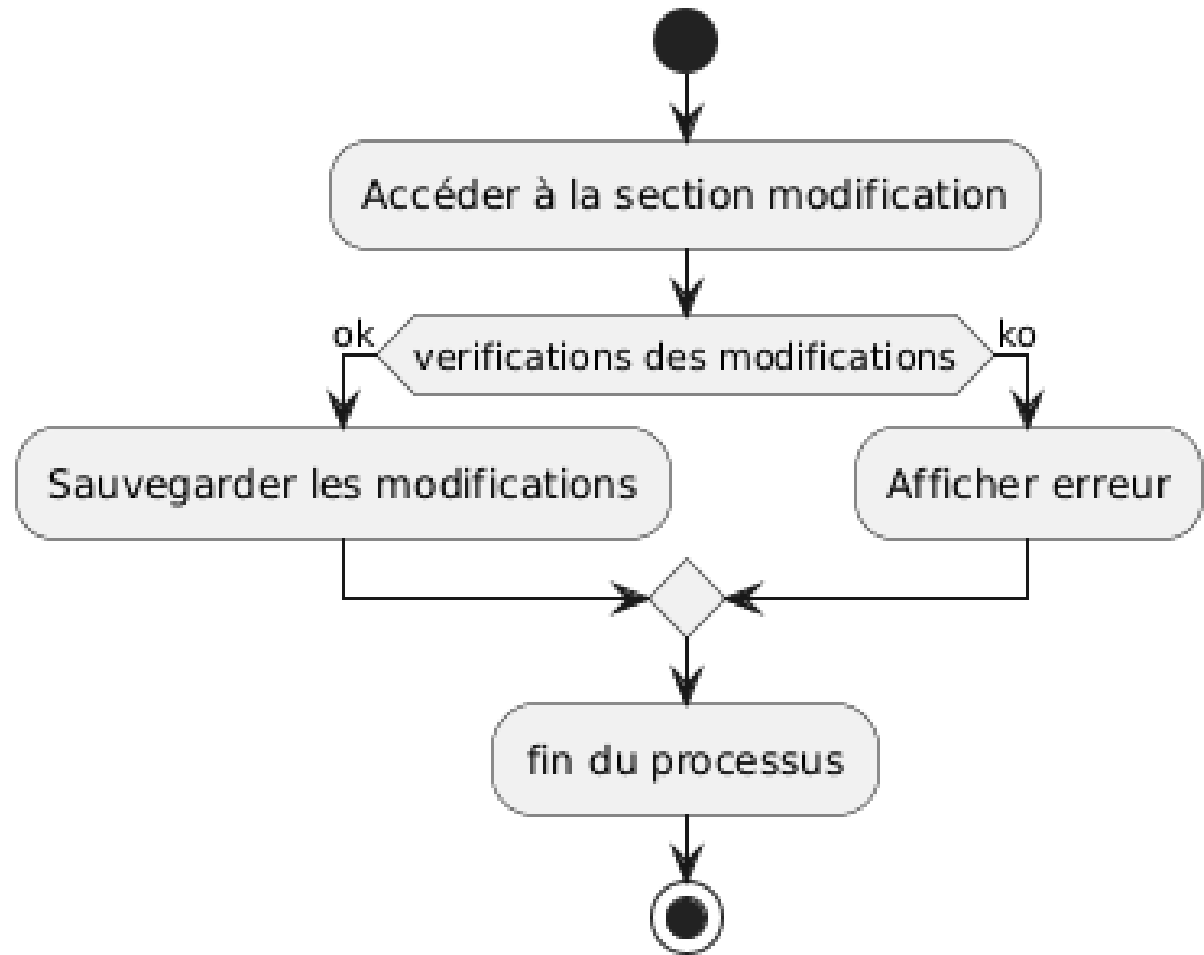 Accéder à la section modification
ok
verifications des modifications
ko
Sauvegarder les modifications
Afficher erreur
fin du processus